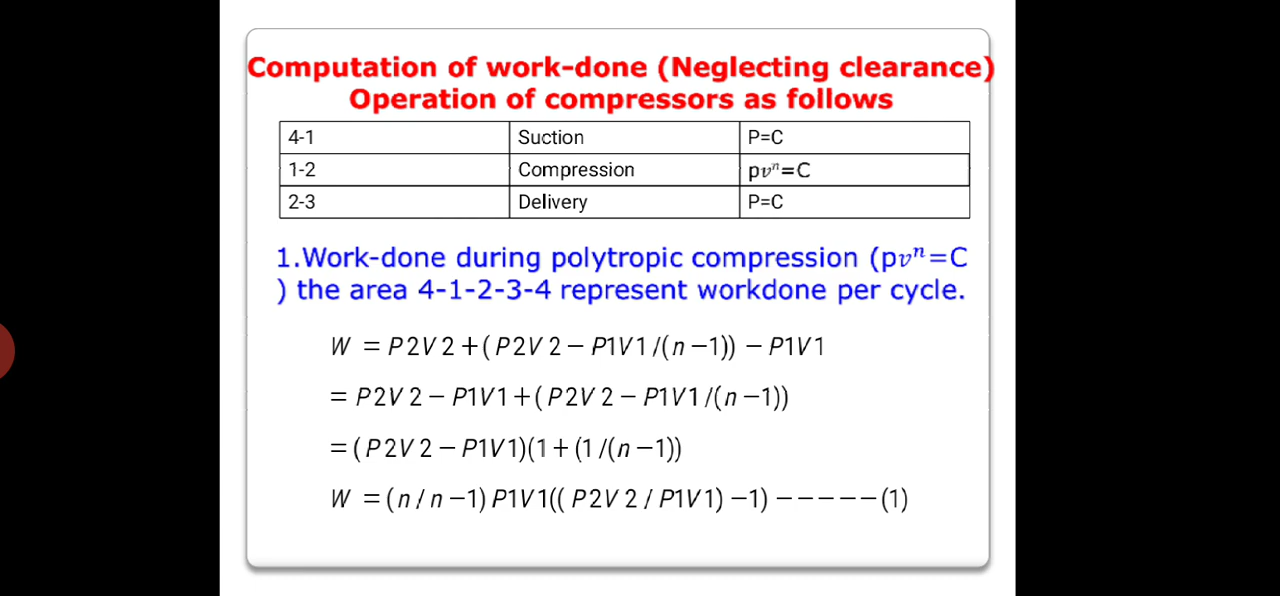 Computation of work-done (Neglecting clearance)
Operation of compressors as follows
4-1 Suction P=C
1-2 Compression pvⁿ=C
2-3 Delivery P=C
1.Work-done during polytropic compression (pvⁿ=C
) the area 4-1-2-3-4 represent workdone per cycle.
W = P2V2+(P2V2−P1V1/(n−1))−P1V1
= P2V2−P1V1+(P2V2−P1V1/(n−1))
=(P2V2−P1V1)(1+(1/(n−1))
W =(n/n−1)P1V1((P2V2/P1V1)−1)−−−−−(1)